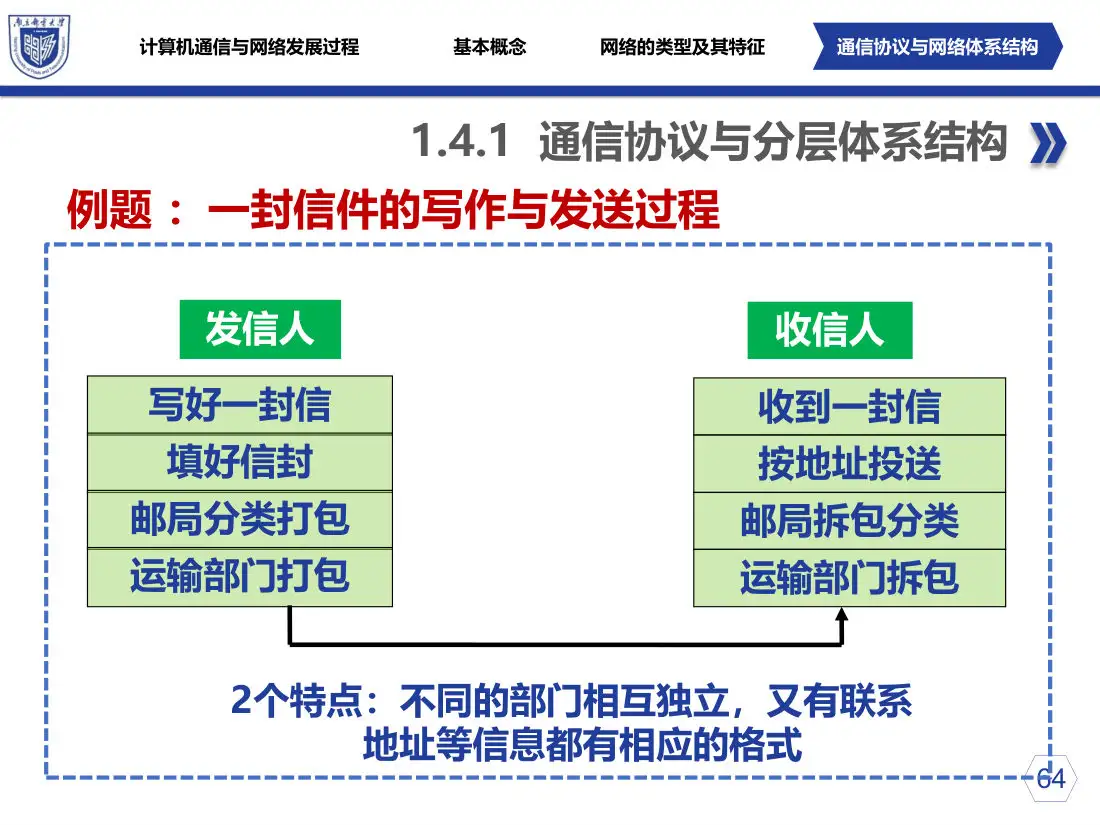 南京邮电大学
计算机通信与网络发展过程
基本概念
网络的类型及其特征
通信协议与网络体系结构
1.4.1 通信协议与分层体系结构
例题：一封信件的写作与发送过程
发信人
写好一封信
填好信封
邮局分类打包
运输部门打包
收信人
收到一封信
按地址投送
邮局拆包分类
运输部门拆包
2个特点：不同的部门相互独立，又有联系
地址等信息都有相应的格式
64